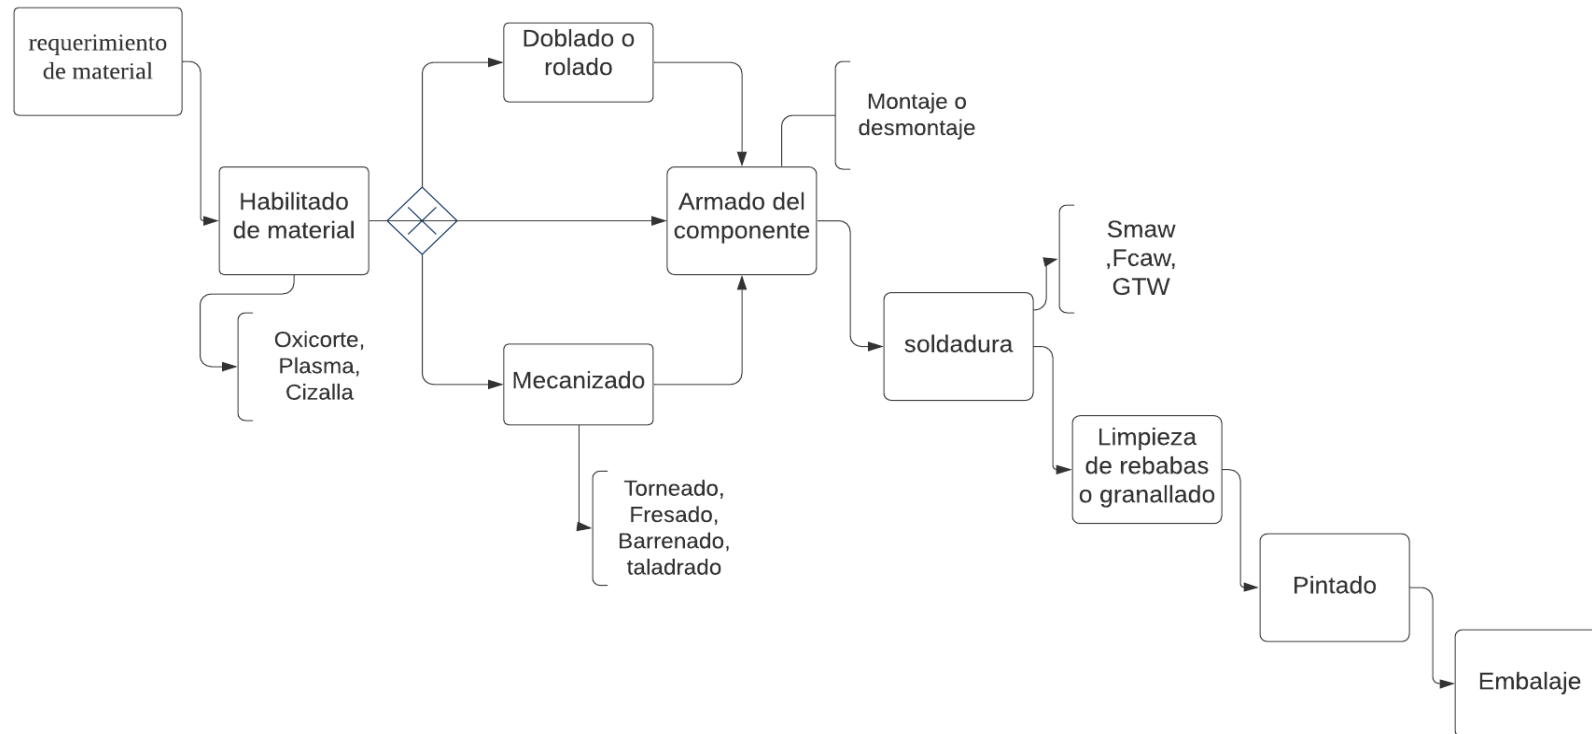 requerimiento
de material
Doblado o
rolado
Montaje o
desmontaje
Habilitado
de material
Armado del
componente
Smaw
,Fcaw,
GTW
Oxicorte,
Plasma,
Cizalla
soldadura
Mecanizado
Limpieza
de rebabas
o granallado
Torneado,
Fresado,
Barrenado,
taladrado
Pintado
Embalaje